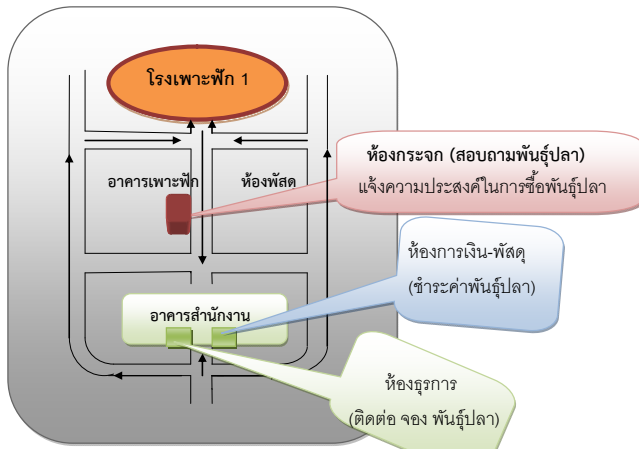 โรงเพาะฟัก 1
ห้องกระจก (สอบถามพันธุ์ปลา)
แจ้งความประสงค์ในการซื้อพันธุ์ปลา
อาคารเพาะฟัก
ห้องพัสด
ห้องการเงิน-พัสดุ
(ชำระค่าพันธุ์ปลา)
อาคารสำนักงาน
ห้องธุรการ
(ติดต่อ จอง พันธุ์ปลา)